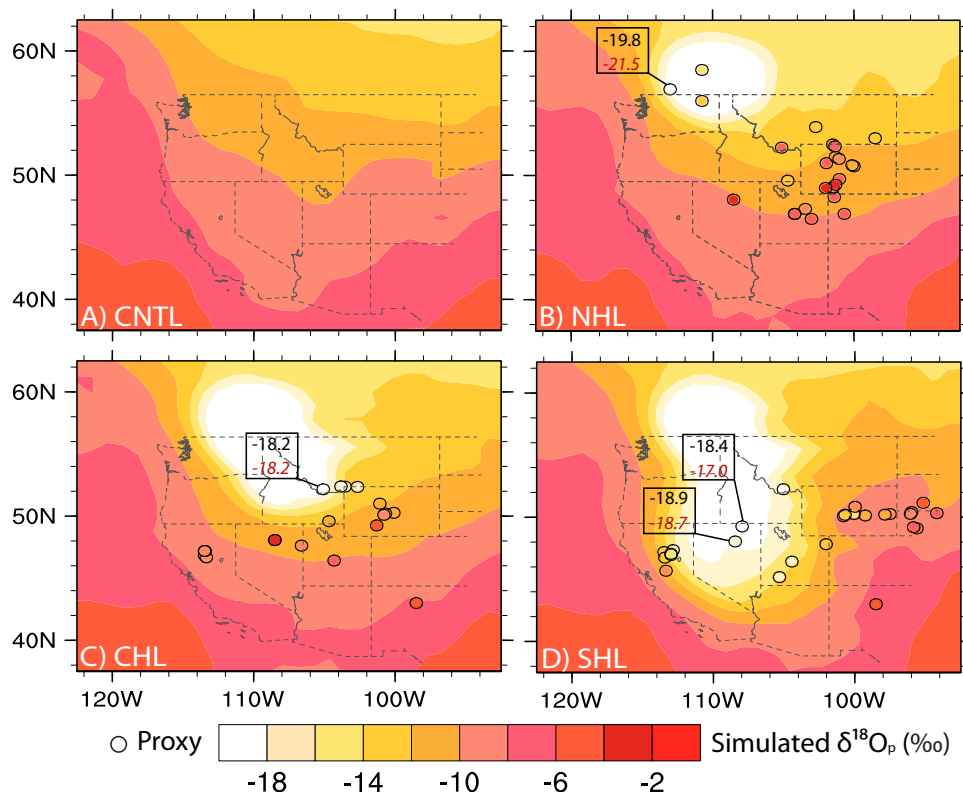 60N
50N
40N
A) CNTL
-19.8
-21.5
B) NHL
60N
50N
40N
-18.2
-18.2
C) CHL
-18.4
-17.0
-18.9
-18.7
D) SHL
120W 110W 100W 120W 110W 100W
Proxy
Simulated δ¹⁸Oₚ (‰)
-18 -14 -10 -6 -2